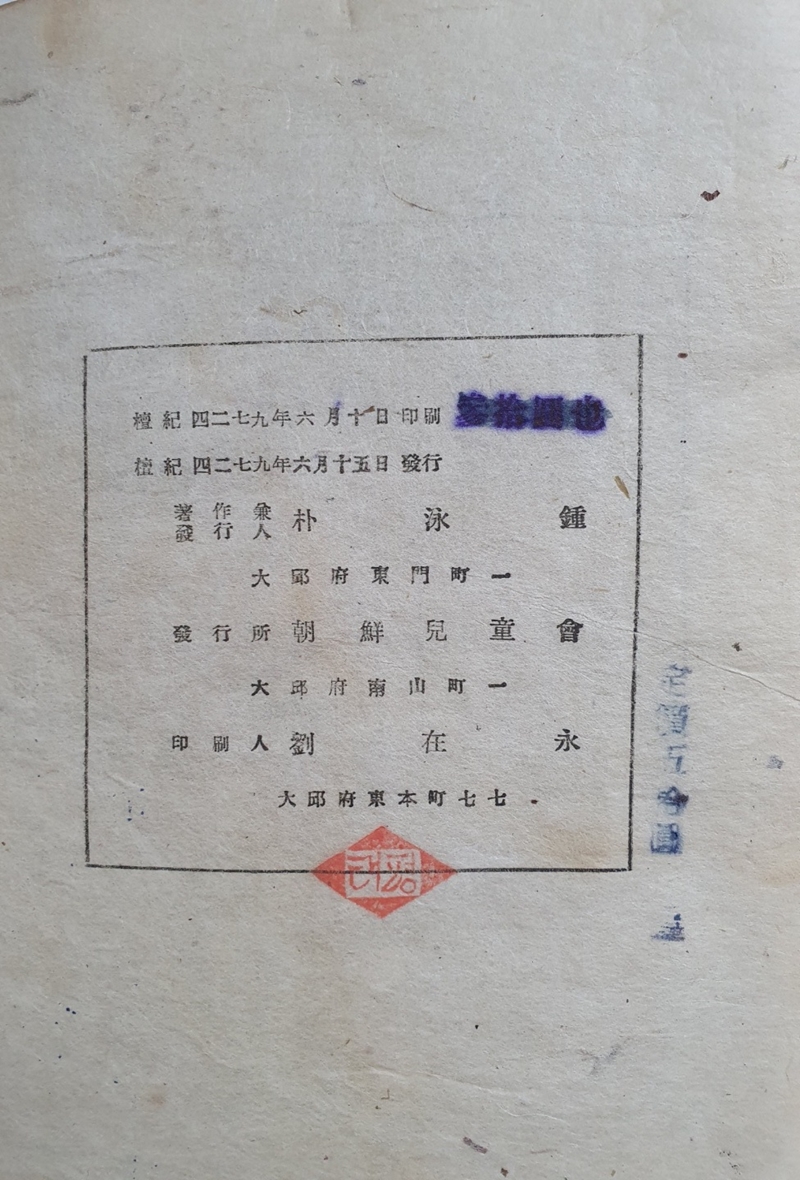 檀紀四二七九年六月十日印刷
檀紀四二七九年六月十五日發行
著作兼
發行人 朴泳鍾
大邱府東門町一
發行所 朝鮮兒童會
大邱府南山町一
印刷人 劉在永
大邱府東本町七七